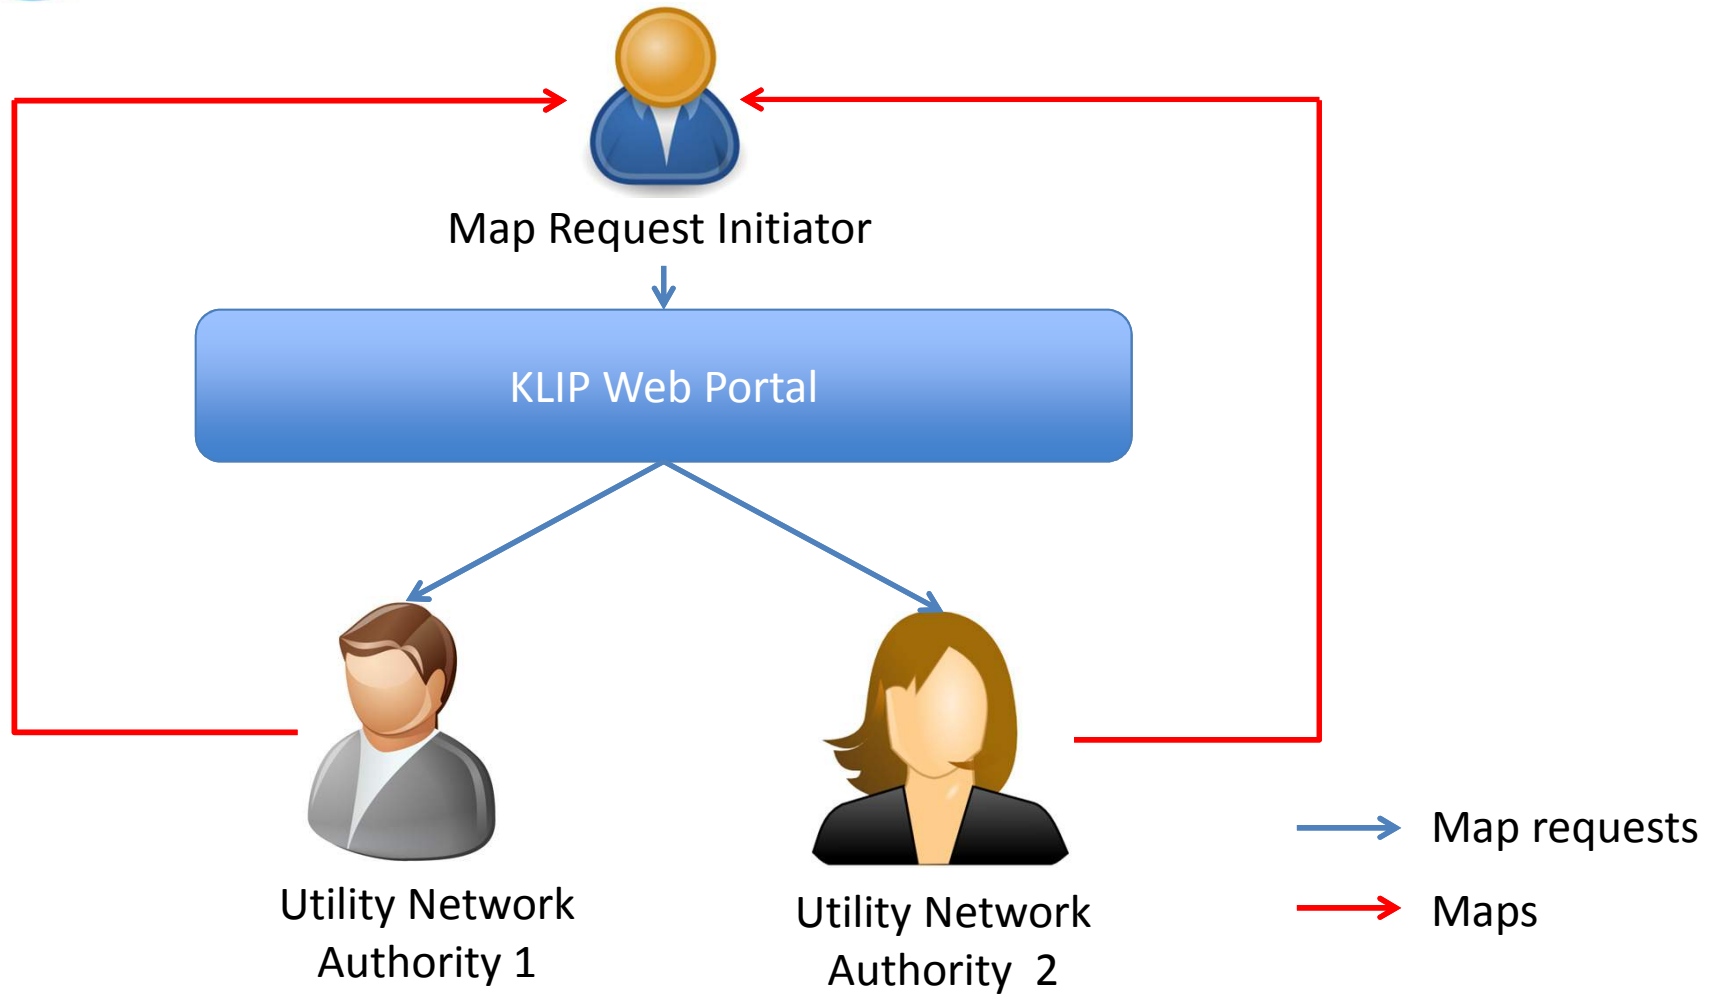 Map Request Initiator
KLIP Web Portal
Utility Network
Authority 1
Utility Network
Authority  2
Map requests
Maps